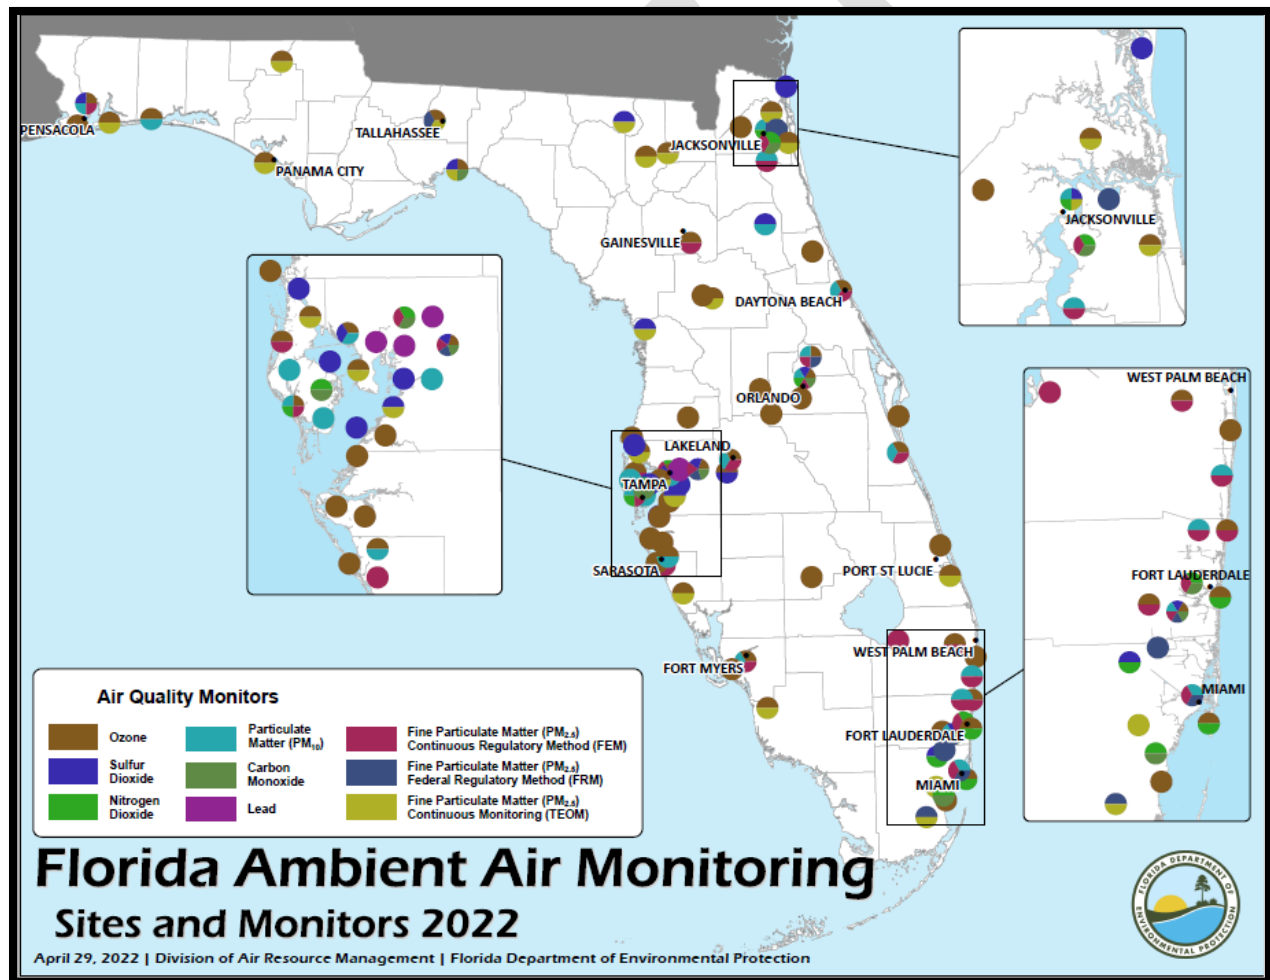 PENSACOLA
TALLAHASSEE
PANAMA CITY
JACKSONVILLE
GAINESVILLE
DAYTONA BEACH
ORLANDO
LAKELAND
TAMPA
SARASOTA
PORT ST LUCIE
FORT MYERS
WEST PALM BEACH
FORT LAUDERDALE
MIAMI
JACKSONVILLE
WEST PALM BEACH
FORT LAUDERDALE
MIAMI
Air Quality Monitors
Ozone
Sulfur
Dioxide
Nitrogen
Dioxide
Particulate
Matter (PM₁₀)
Carbon
Monoxide
Lead
Fine Particulate Matter (PM₂.₅)
Continuous Regulatory Method (FEM)
Fine Particulate Matter (PM₂.₅)
Federal Regulatory Method (FRM)
Fine Particulate Matter (PM₂.₅)
Continuous Monitoring (TEOM)
Florida Ambient Air Monitoring
Sites and Monitors 2022
April 29, 2022 | Division of Air Resource Management | Florida Department of Environmental Protection
FLORIDA DEPARTMENT OF
ENVIRONMENTAL PROTECTION